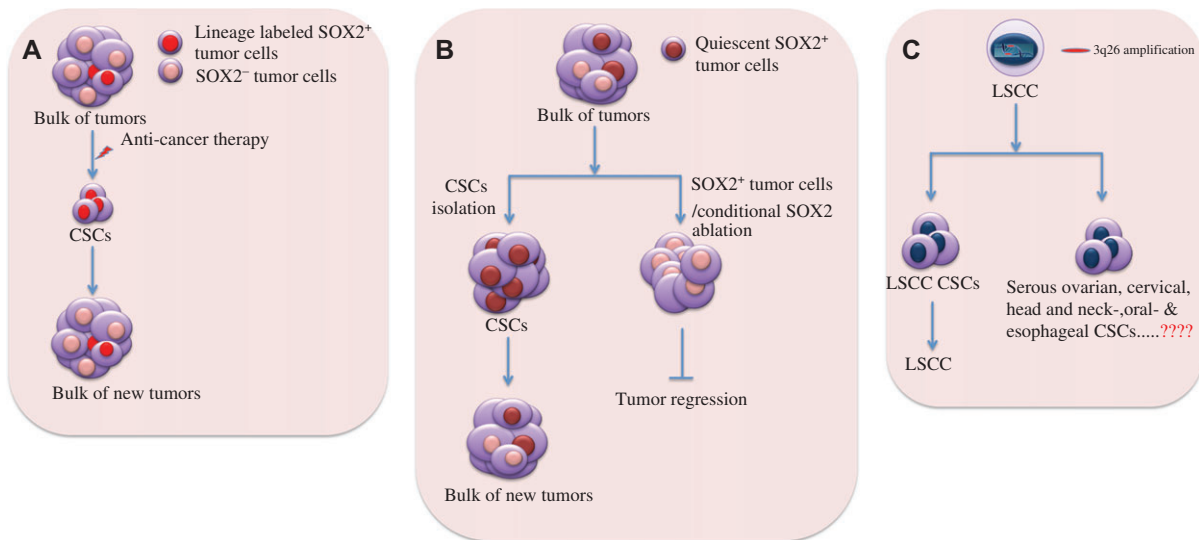 A
Lineage labeled SOX2⁺
tumor cells
SOX2⁻ tumor cells
Bulk of tumors
Anti-cancer therapy
CSCs
Bulk of new tumors
B
Quiescent SOX2⁺
tumor cells
Bulk of tumors
CSCs
isolation
SOX2⁺ tumor cells
/conditional SOX2
ablation
CSCs
Tumor regression
Bulk of new tumors
C
3q26 amplification
LSCC
LSCC CSCs
Serous ovarian, cervical,
head and neck-,oral- &
esophageal CSCs.....????
LSCC